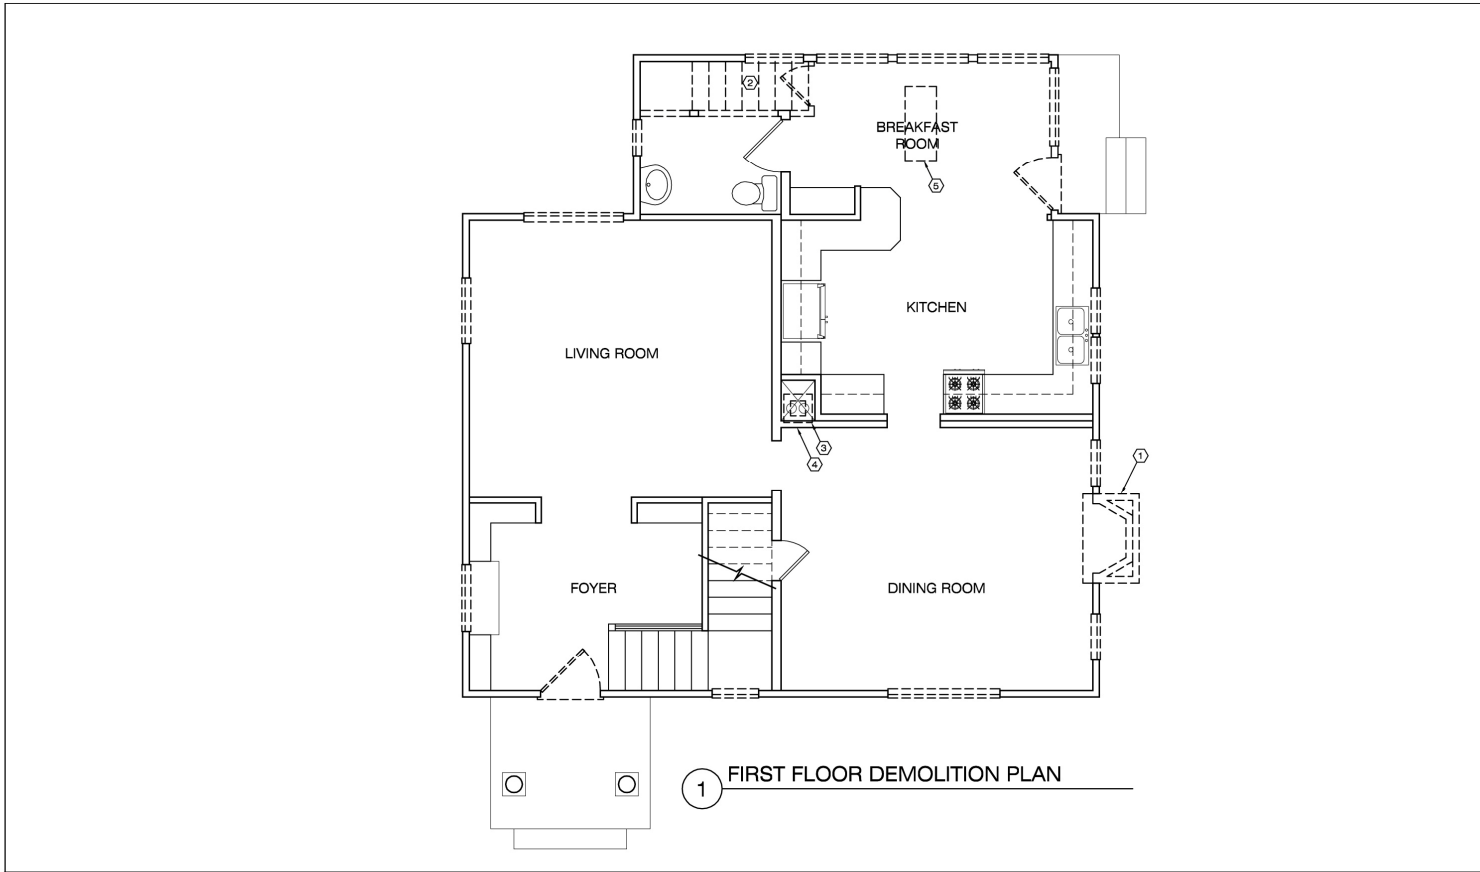 2
BREAKFAST
ROOM
5
KITCHEN
LIVING ROOM
3
4
1
FOYER
DINING ROOM
1
FIRST FLOOR DEMOLITION PLAN